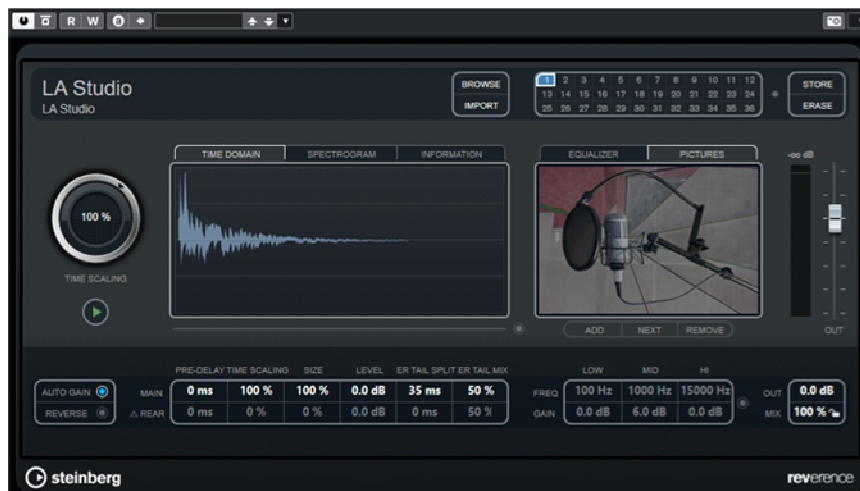 R W
LA Studio
LA Studio
BROWSE
IMPORT
1 2 3 4 5 6 7 8 9 10 11 12
13 14 15 16 17 18 19 20 21 22 23 24
25 26 27 28 29 30 31 32 33 34 35 36
STORE
ERASE
TIME DOMAIN SPECTROGRAM INFORMATION
EQUALIZER PICTURES
-oo dB
100 %
TIME SCALING
ADD NEXT REMOVE
OUT
PRE-DELAY TIME SCALING SIZE LEVEL ER TAIL SPLIT ER TAIL MIX
LOW MID HI
AUTO GAIN MAIN 0 ms 100 % 100 % 0.0 dB 35 ms 50 %
FREQ 100 Hz 1000 Hz 15000 Hz OUT 0.0 dB
REVERSE △ REAR 0 ms 0 % 0 % 0.0 dB 0 ms 50 %
GAIN 0.0 dB 6.0 dB 0.0 dB MIX 100 %
steinberg
reverence